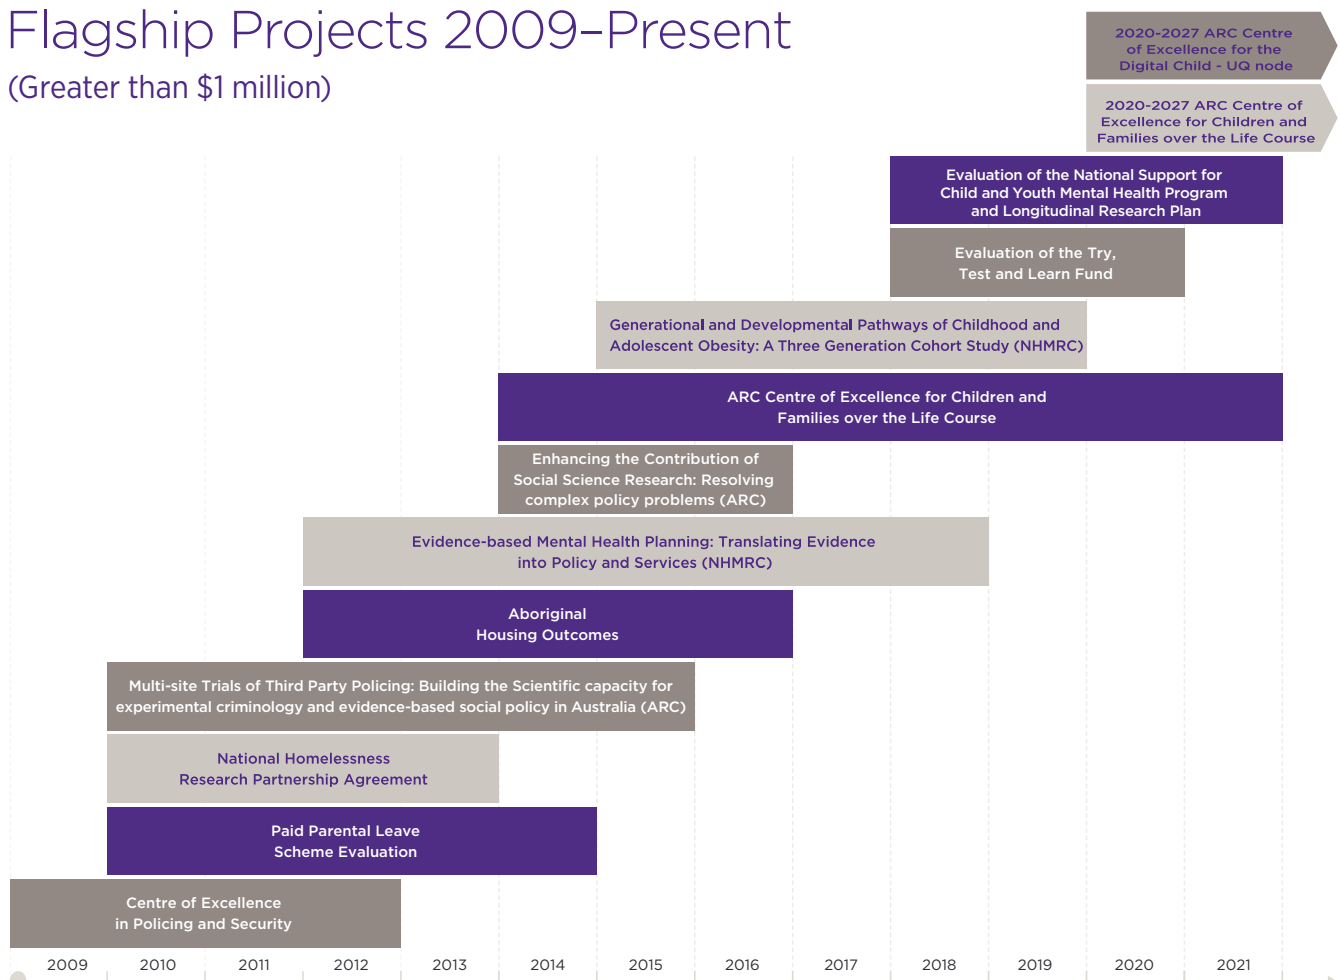 Flagship Projects 2009–Present
(Greater than $1 million)
2020-2027 ARC Centre
of Excellence for the
Digital Child - UQ node
2020-2027 ARC Centre of
Excellence for Children and
Families over the Life Course
Evaluation of the National Support for
Child and Youth Mental Health Program
and Longitudinal Research Plan
Evaluation of the Try,
Test and Learn Fund
Generational and Developmental Pathways of Childhood and
Adolescent Obesity: A Three Generation Cohort Study (NHMRC)
ARC Centre of Excellence for Children and
Families over the Life Course
Enhancing the Contribution of
Social Science Research: Resolving
complex policy problems (ARC)
Evidence-based Mental Health Planning: Translating Evidence
into Policy and Services (NHMRC)
Aboriginal
Housing Outcomes
Multi-site Trials of Third Party Policing: Building the Scientific capacity for
experimental criminology and evidence-based social policy in Australia (ARC)
National Homelessness
Research Partnership Agreement
Paid Parental Leave
Scheme Evaluation
Centre of Excellence
in Policing and Security
2009 2010 2011 2012 2013 2014 2015 2016 2017 2018 2019 2020 2021